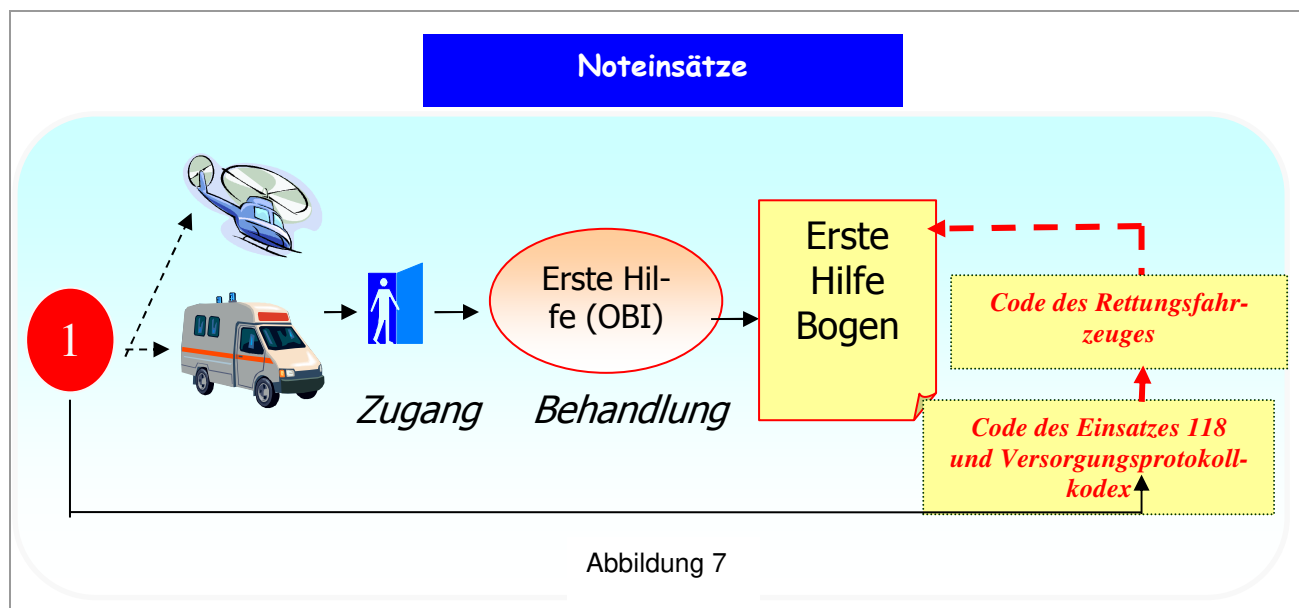 Noteinsätze
1
Zugang
Erste Hil-
fe (OBI)
Behandlung
Erste
Hilfe
Bogen
Code des Rettungsfahr-
zeuges
Code des Einsatzes 118
und Versorgungsprotokoll-
kodex
Abbildung 7